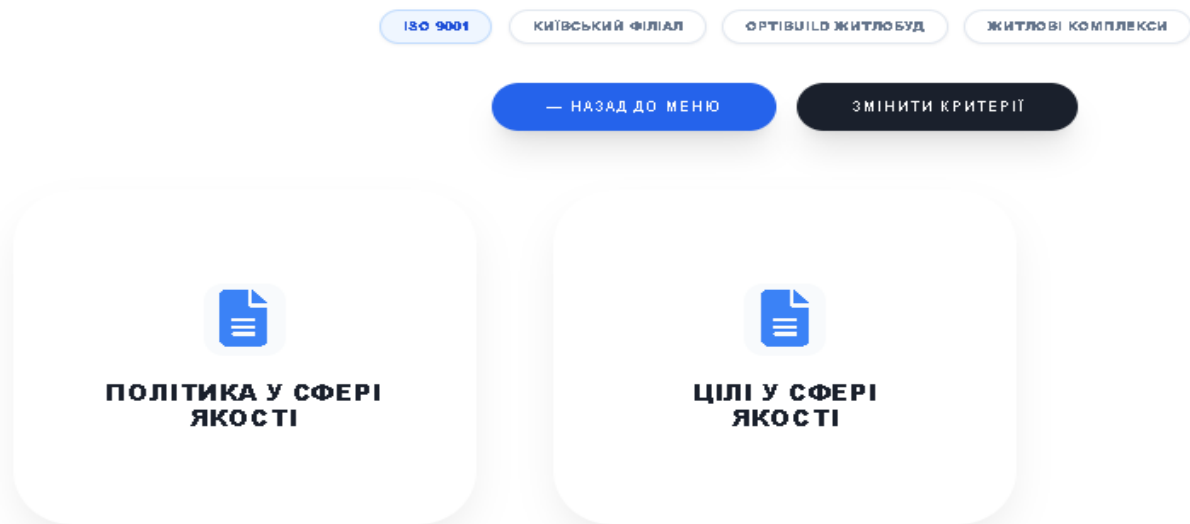 ISO 9001
КИЇВСЬКИЙ ФІЛІАЛ
OPTIBUILD ЖИТЛОБУД
ЖИТЛОВІ КОМПЛЕКСИ
— НАЗАД ДО МЕНЮ
ЗМІНИТИ КРИТЕРІЇ
ПОЛІТИКА У СФЕРІ
ЯКОСТІ
ЦІЛІ У СФЕРІ
ЯКОСТІ